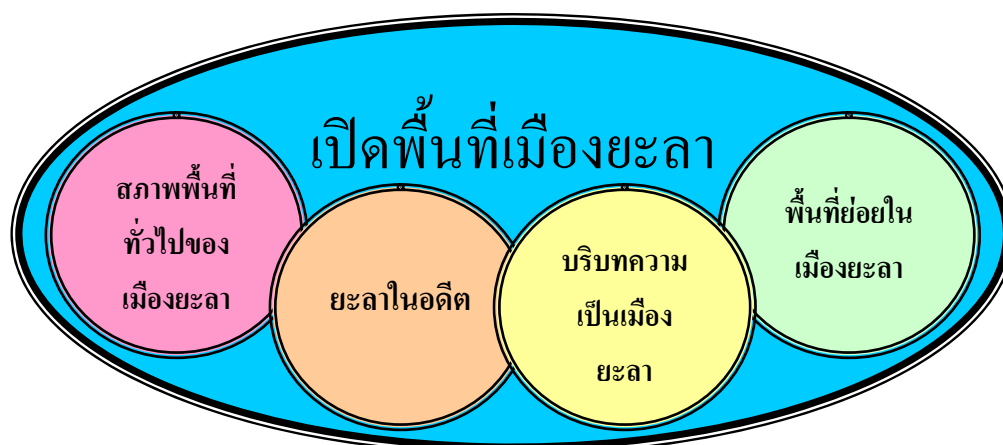 เปิดพื้นที่เมืองยะลา
สภาพพื้นที่
ทั่วไปของ
เมืองยะลา
ยะลาในอดีต
บริบทความ
เป็นเมือง
ยะลา
พื้นที่ย่อยใน
เมืองยะลา